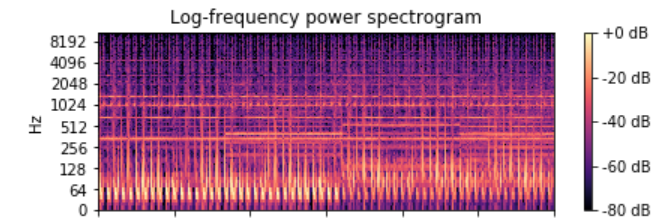 Log-frequency power spectrogram
8192
4096
2048
1024
512
256
128
64
0
Hz
+0 dB
-20 dB
-40 dB
-60 dB
-80 dB